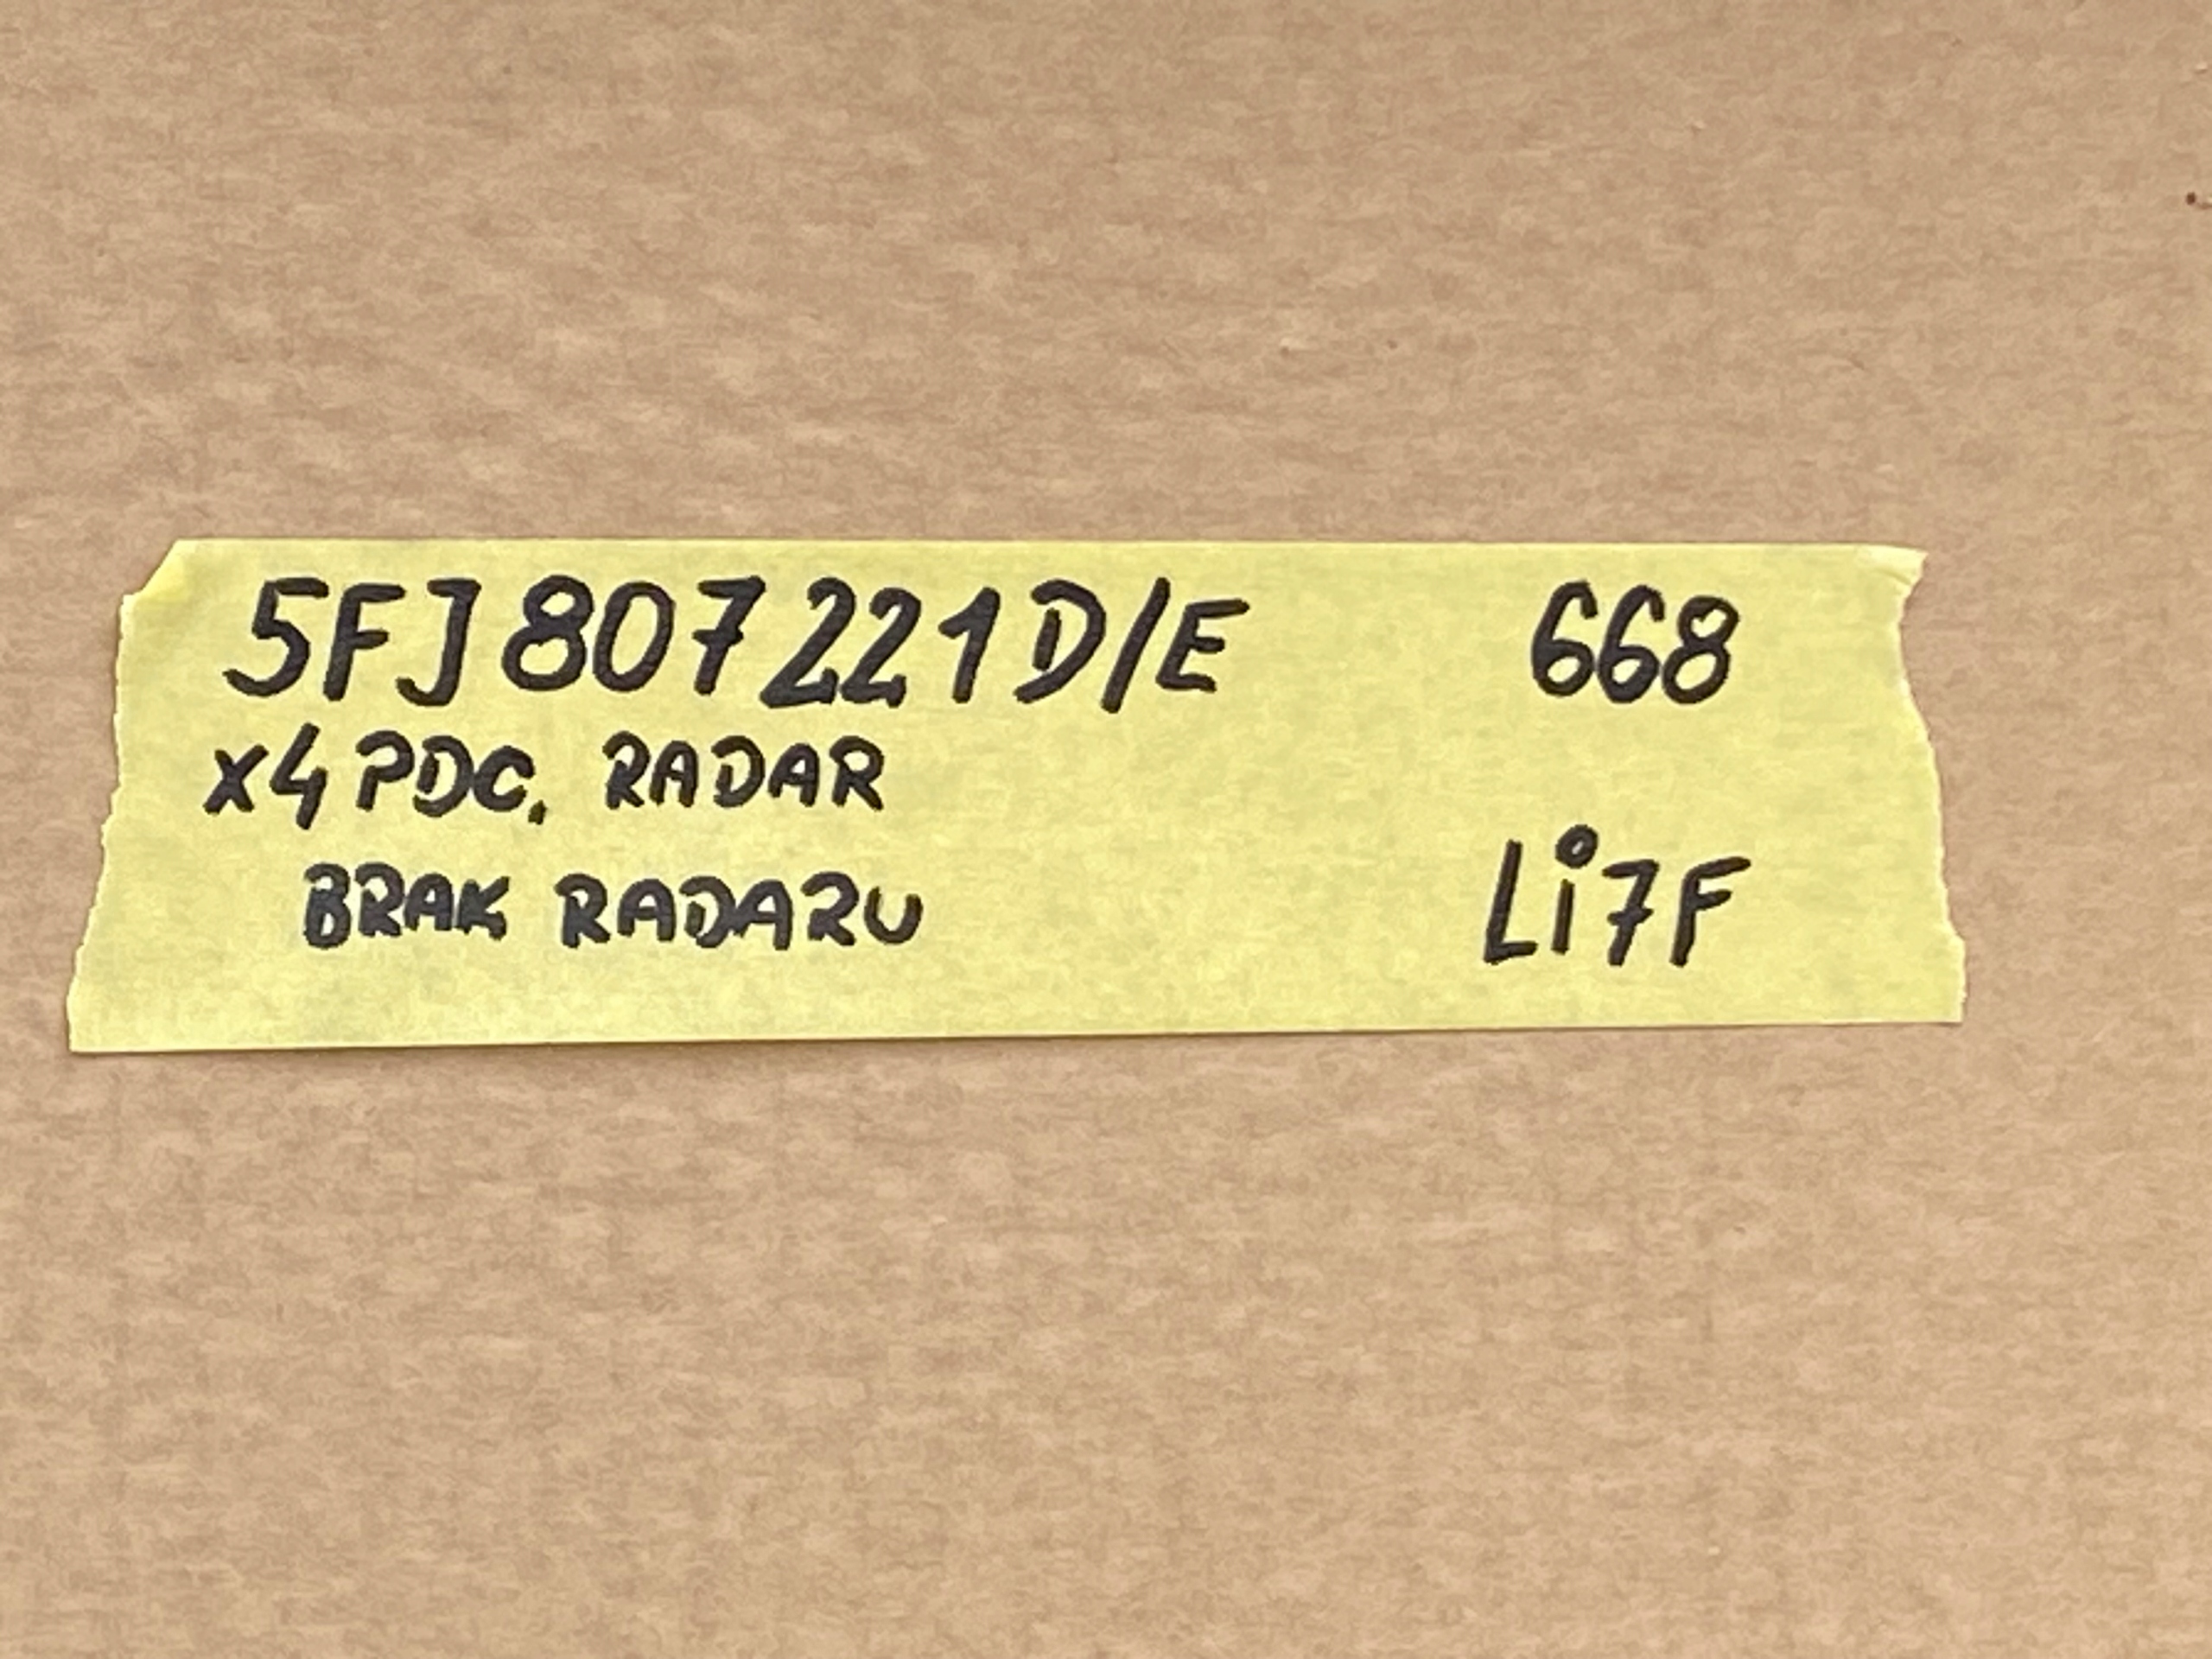 5FJ807221D/E 668
x4 PDC, RADAR
BRAK RADARU
Li7F